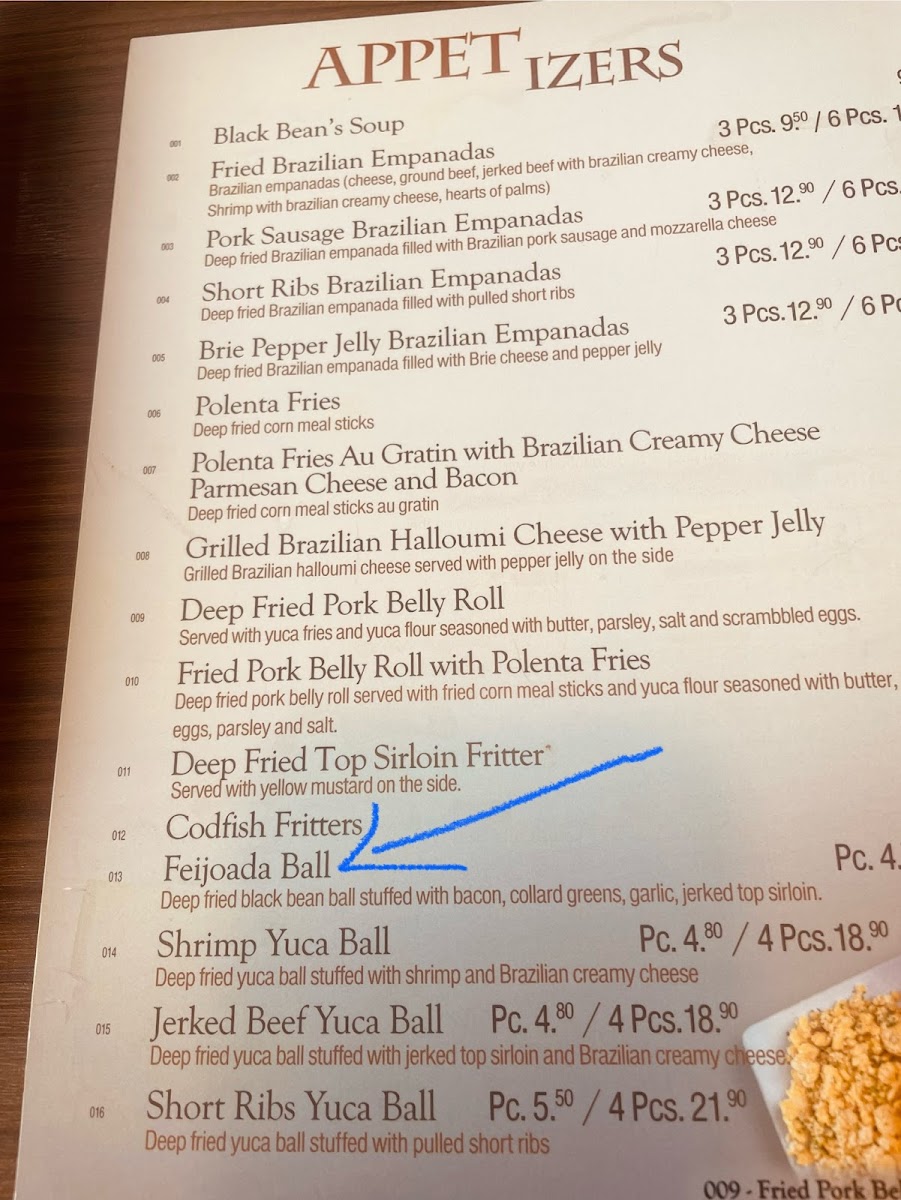 APPETIZERS
001 Black Bean's Soup
002 Fried Brazilian Empanadas 3 Pcs. 9.50 / 6 Pcs.
Brazilian empanadas (cheese, ground beef, jerked beef with brazilian creamy cheese,
Shrimp with brazilian creamy cheese, hearts of palms)
003 Pork Sausage Brazilian Empanadas 3 Pcs. 12.90 / 6 Pcs.
Deep fried Brazilian empanada filled with Brazilian pork sausage and mozzarella cheese
004 Short Ribs Brazilian Empanadas 3 Pcs. 12.90 / 6 Pcs
Deep fried Brazilian empanada filled with pulled short ribs
005 Brie Pepper Jelly Brazilian Empanadas 3 Pcs. 12.90 / 6
Deep fried Brazilian empanada filled with Brie cheese and pepper jelly
006 Polenta Fries
Deep fried corn meal sticks
007 Polenta Fries Au Gratin with Brazilian Creamy Cheese
Parmesan Cheese and Bacon
Deep fried corn meal sticks au gratin
008 Grilled Brazilian Halloumi Cheese with Pepper Jelly
Grilled Brazilian halloumi cheese served with pepper jelly on the side
009 Deep Fried Pork Belly Roll
Served with yuca fries and yuca flour seasoned with butter, parsley, salt and scrambbled eggs.
010 Fried Pork Belly Roll with Polenta Fries
Deep fried pork belly roll served with fried corn meal sticks and yuca flour seasoned with butter,
eggs, parsley and salt.
011 Deep Fried Top Sirloin Fritter*
Served with yellow mustard on the side.
012 Codfish Fritters
013 Feijoada Ball Pc. 4.
Deep fried black bean ball stuffed with bacon, collard greens, garlic, jerked top sirloin.
014 Shrimp Yuca Ball Pc. 4.80 / 4 Pcs. 18.90
Deep fried yuca ball stuffed with shrimp and Brazilian creamy cheese
015 Jerked Beef Yuca Ball Pc. 4.80 / 4 Pcs. 18.90
Deep fried yuca ball stuffed with jerked top sirloin and Brazilian creamy cheese.
016 Short Ribs Yuca Ball Pc. 5.50 / 4 Pcs. 21.90
Deep fried yuca ball stuffed with pulled short ribs
009 - Fried Pork